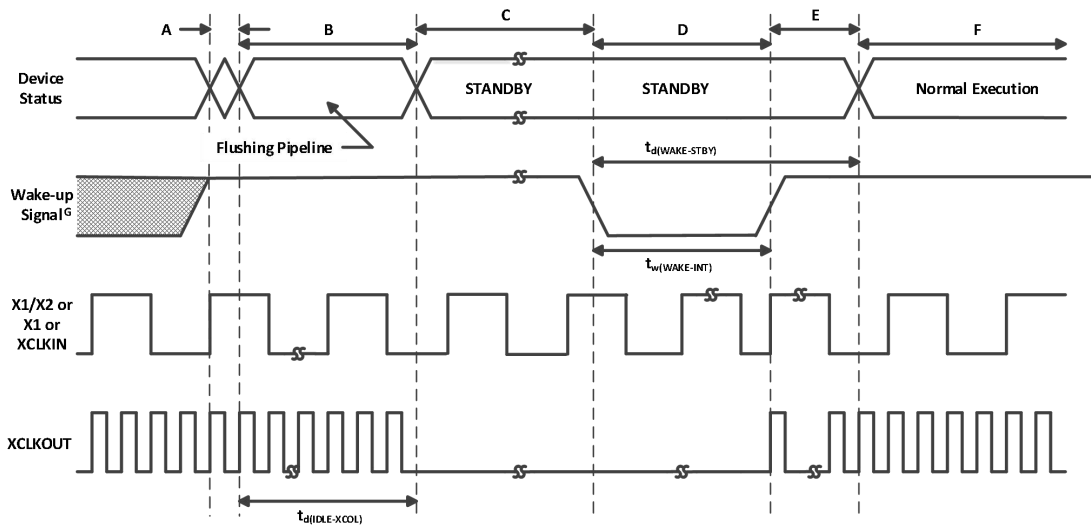 A
B
C
D
E
F
Device
Status
STANDBY
STANDBY
Normal Execution
Flushing Pipeline
td(WAKE-STBY)
Wake-up
SignalG
tw(WAKE-INT)
X1/X2 or
X1 or
XCLKIN
XCLKOUT
td(IDLE-XCOL)